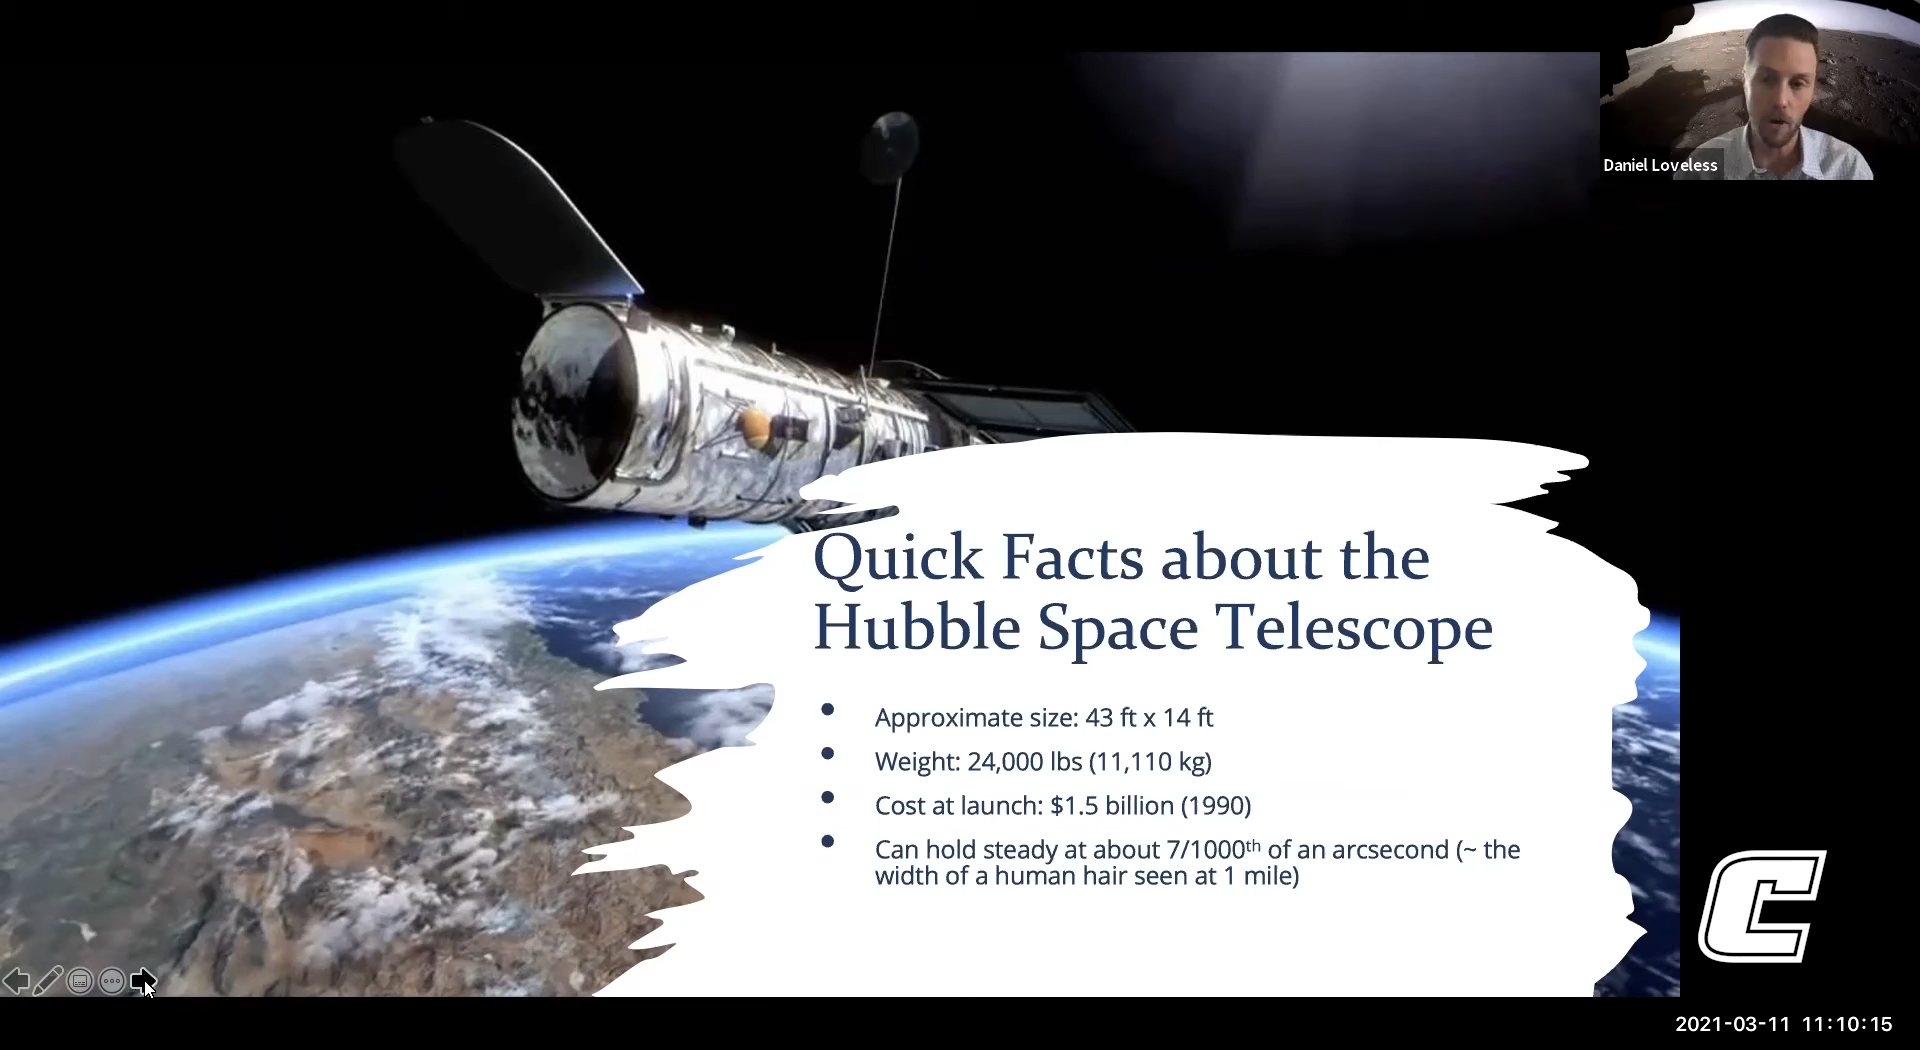 Daniel Loveless
Quick Facts about the
Hubble Space Telescope
• Approximate size: 43 ft x 14 ft
• Weight: 24,000 lbs (11,110 kg)
• Cost at launch: $1.5 billion (1990)
• Can hold steady at about 7/1000th of an arcsecond (~ the
width of a human hair seen at 1 mile)
C
2021-03-11 11:10:15